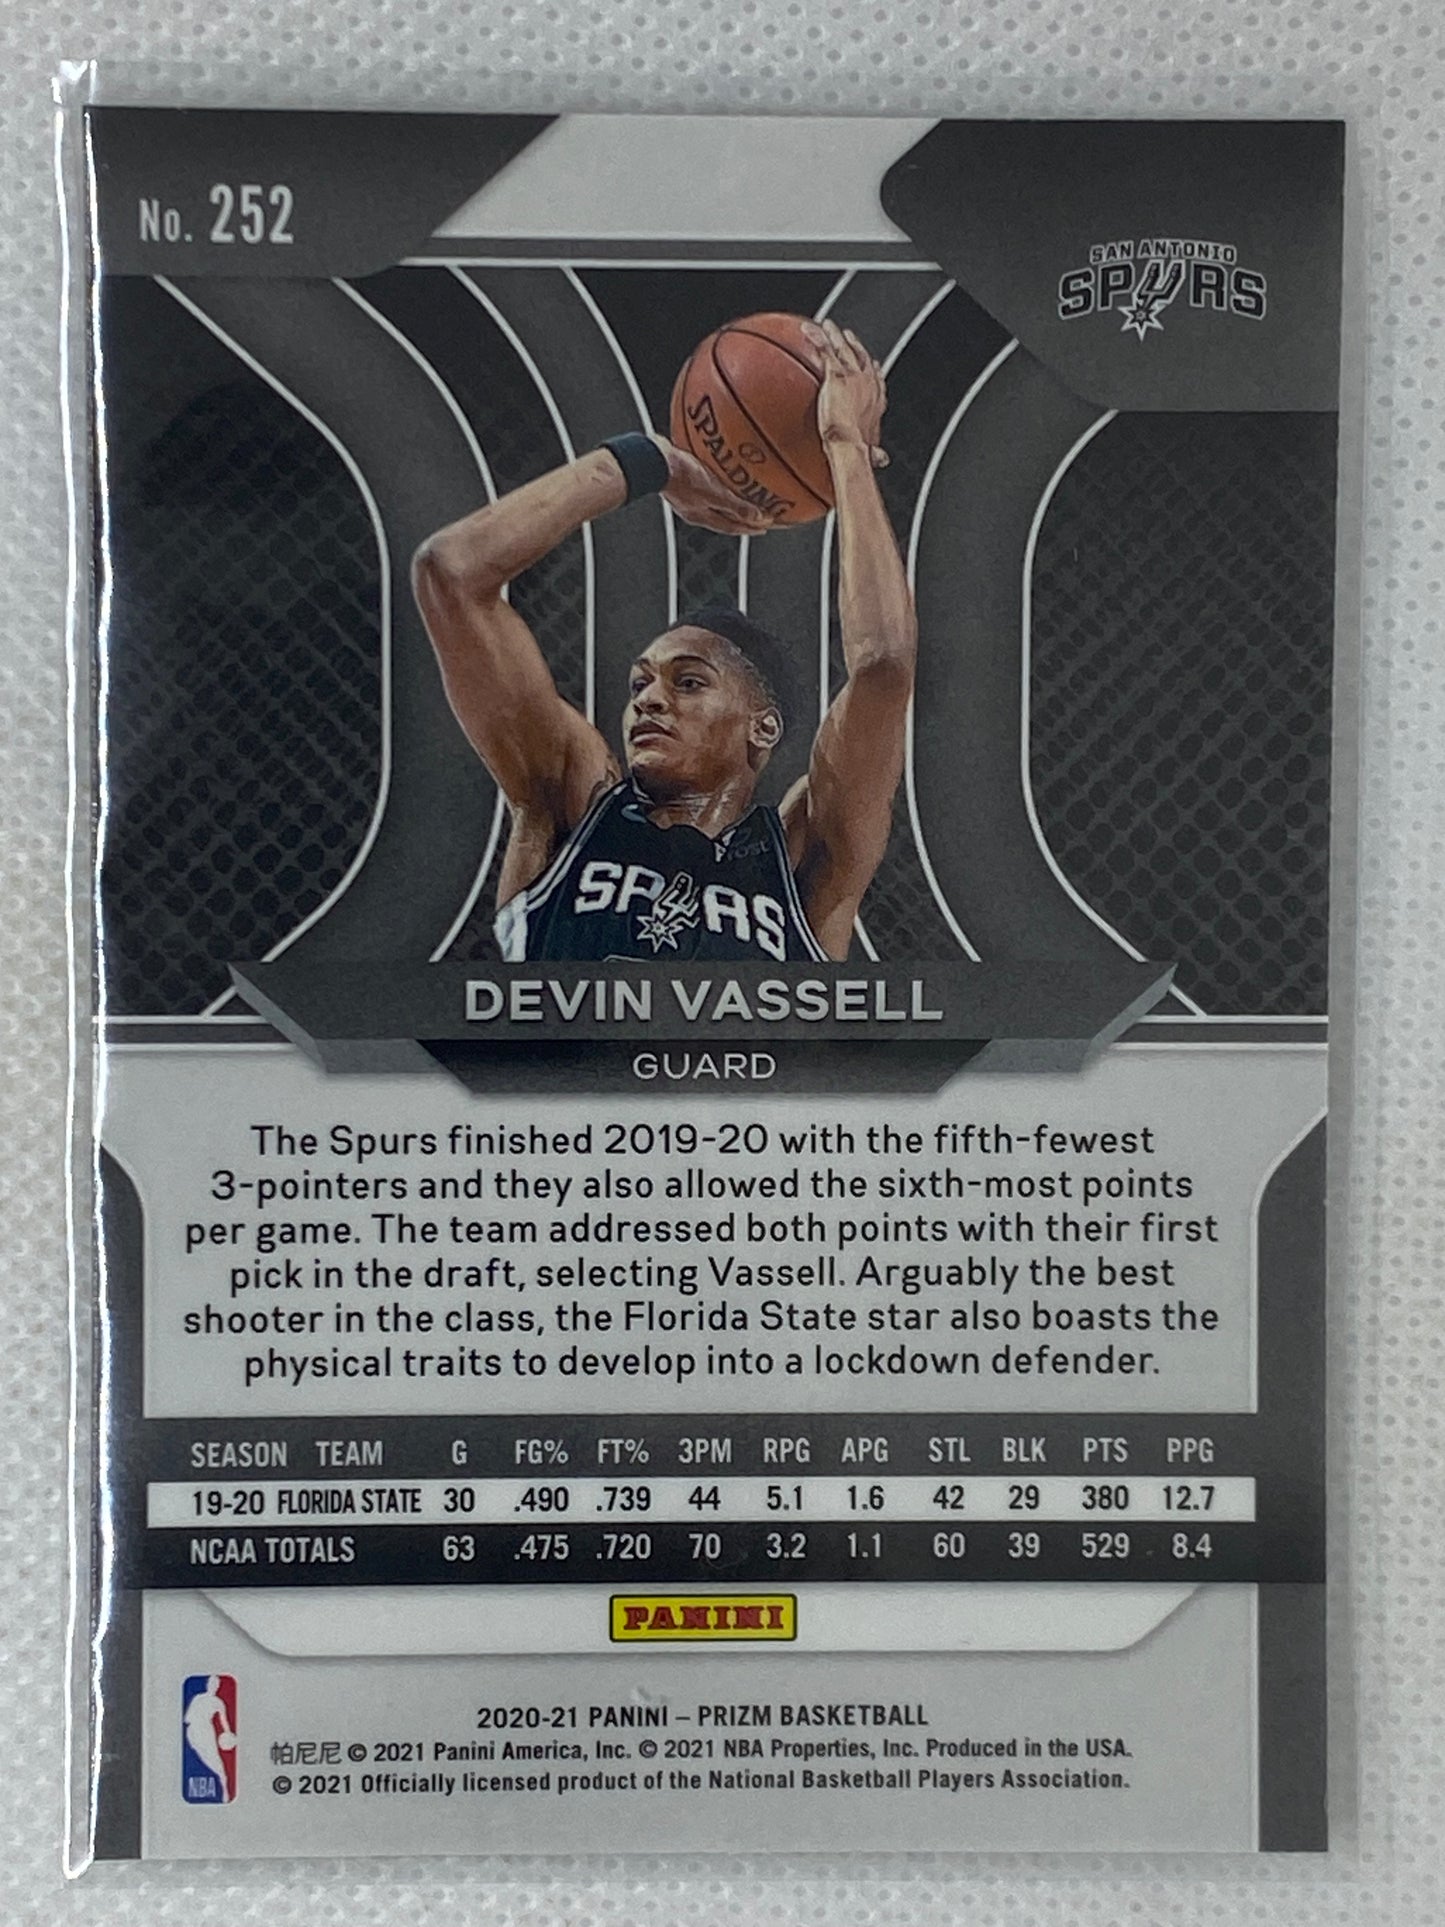 No. 252
SAN ANTONIO
SPURS
SPALDING
Frost
SPURS
DEVIN VASSELL
GUARD
The Spurs finished 2019-20 with the fifth-fewest
3-pointers and they also allowed the sixth-most points
per game. The team addressed both points with their first
pick in the draft, selecting Vassell. Arguably the best
shooter in the class, the Florida State star also boasts the
physical traits to develop into a lockdown defender.
SEASON TEAM G FG% FT% 3PM RPG APG STL BLK PTS PPG
19-20 FLORIDA STATE 30 .490 .739 44 5.1 1.6 42 29 380 12.7
NCAA TOTALS 63 .475 .720 70 3.2 1.1 60 39 529 8.4
PANINI
2020-21 PANINI – PRIZM BASKETBALL
帕尼尼 © 2021 Panini America, Inc. © 2021 NBA Properties, Inc. Produced in the USA.
© 2021 Officially licensed product of the National Basketball Players Association.
NBA